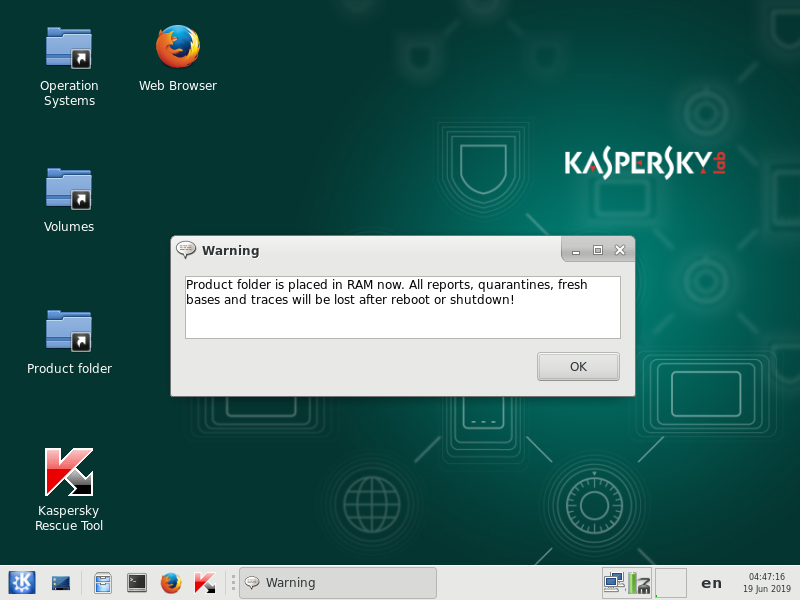 Operation
Systems
Web Browser
Volumes
Product folder
Kaspersky
Rescue Tool
KASPERSKY lab
Warning
Product folder is placed in RAM now. All reports, quarantines, fresh
bases and traces will be lost after reboot or shutdown!
OK
Warning
en
04:47:16
19 Jun 2019